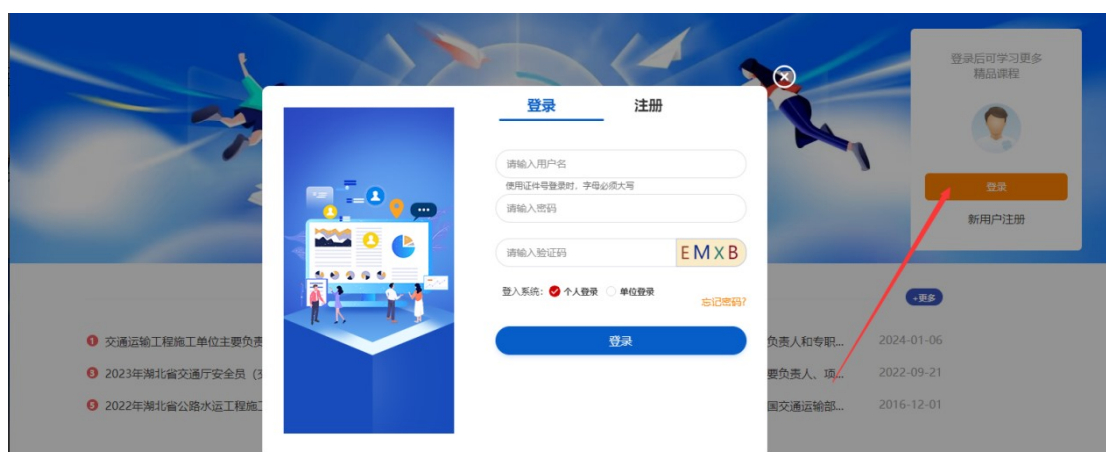 登录后可学习更多
精品课程
登录
注册
请输入用户名
使用证件号登录时，字母必须大写
请输入密码
登录
新用户注册
请输入验证码
EMXB
登入系统：
个人登录
单位登录
忘记密码?
登录
+更多
1 交通运输工程施工单位主要负责
负责人和专职...
2024-01-06
3 2023年湖北省交通厅安全员（
要负责人、项...
2022-09-21
5 2022年湖北省公路水运工程施
国交通运输部...
2016-12-01